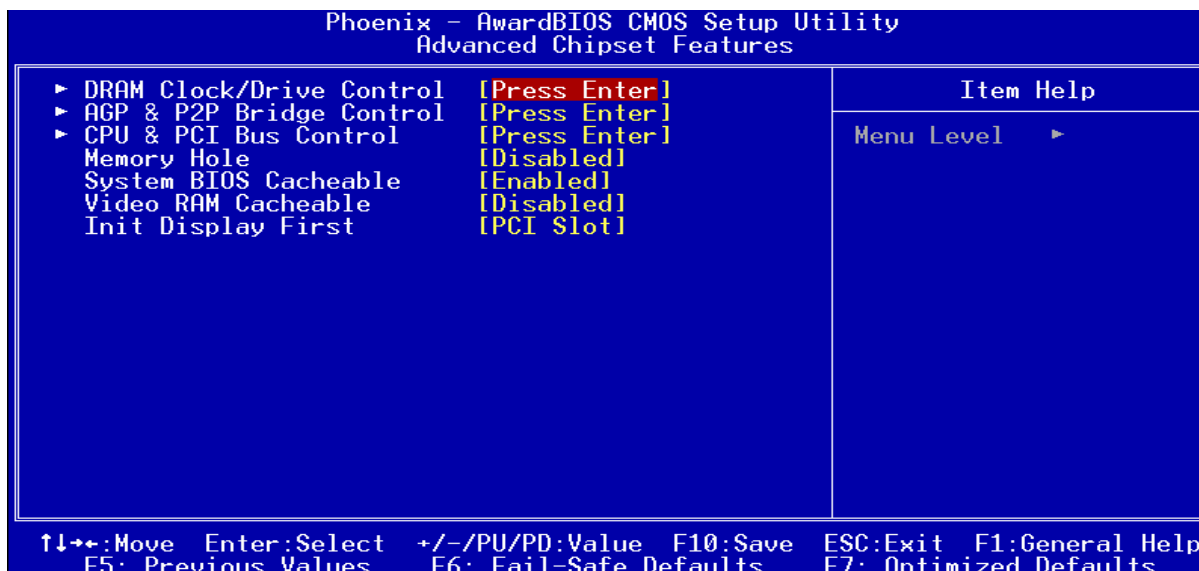 Phoenix - AwardBIOS CMOS Setup Utility
Advanced Chipset Features
► DRAM Clock/Drive Control [Press Enter]
► AGP & P2P Bridge Control [Press Enter]
► CPU & PCI Bus Control [Press Enter]
Memory Hole [Disabled]
System BIOS Cacheable [Enabled]
Video RAM Cacheable [Disabled]
Init Display First [PCI Slot]
Item Help
Menu Level ►
↑↓→←:Move Enter:Select +/-/PU/PD:Value F10:Save ESC:Exit F1:General Help
F5: Previous Values F6: Fail-Safe Defaults F7: Optimized Defaults